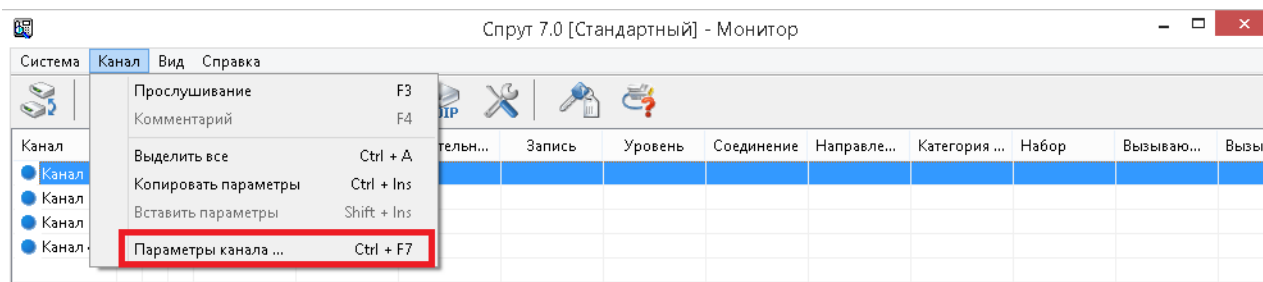 Спрут 7.0 [Стандартный] - Монитор
Система Канал Вид Справка
Прослушивание F3
Комментарий F4
Выделить все Ctrl + A
Копировать параметры Ctrl + Ins
Вставить параметры Shift + Ins
Параметры канала ... Ctrl + F7
Канал тельн... Запись Уровень Соединение Направле... Категория ... Набор Вызываю... Вызы
Канал
Канал
Канал
Канал